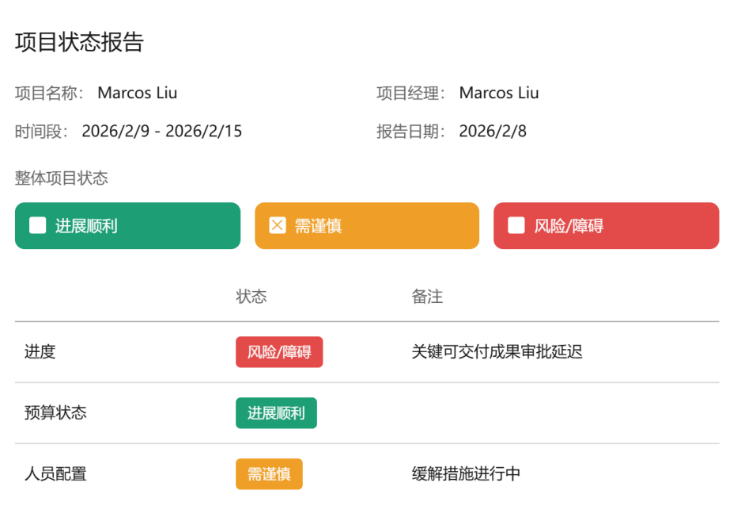 项目状态报告
项目名称: Marcos Liu 项目经理: Marcos Liu
时间段: 2026/2/9 - 2026/2/15 报告日期: 2026/2/8
整体项目状态
进展顺利 需谨慎 风险/障碍
状态 备注
进度 风险/障碍 关键可交付成果审批延迟
预算状态 进展顺利
人员配置 需谨慎 缓解措施进行中